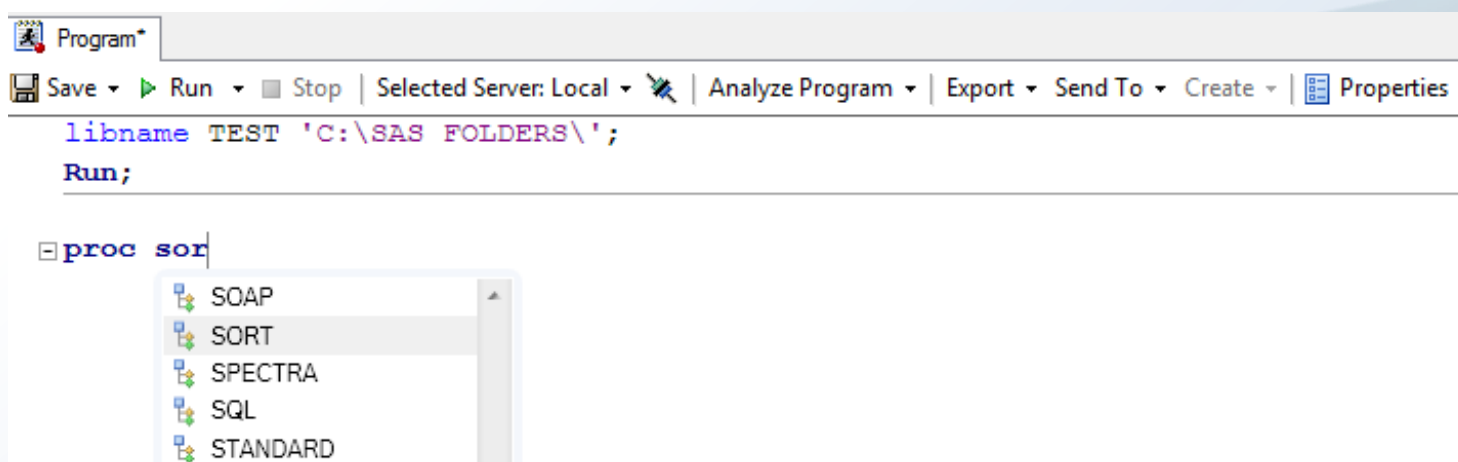 Program*
Save Run Stop Selected Server: Local Analyze Program Export Send To Create Properties
libname TEST 'C:\SAS FOLDERS\';
Run;
proc sor
SOAP
SORT
SPECTRA
SQL
STANDARD